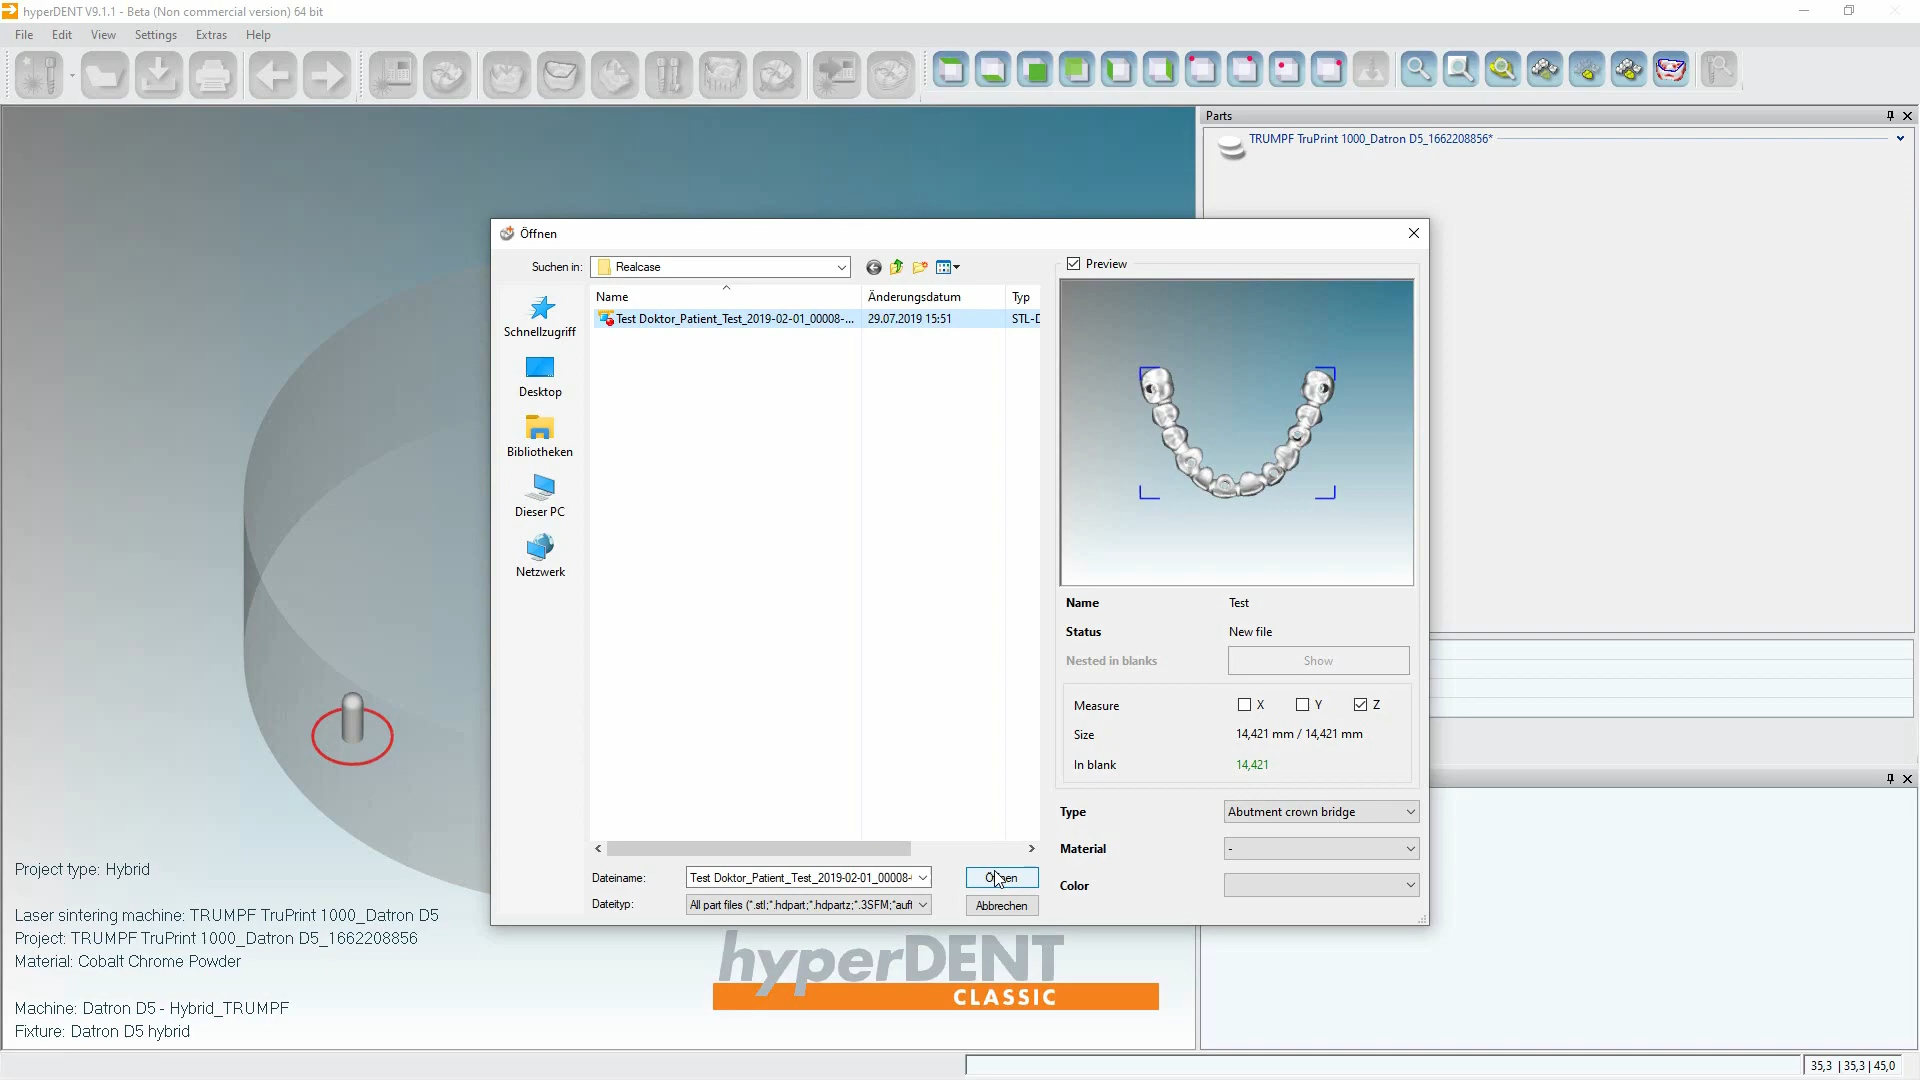 hyperDENT V9.1.1 - Beta (Non commercial version) 64 bit
File Edit View Settings Extras Help
Parts
TRUMPF TruPrint 1000_Datron D5_1662208856*
Öffnen
Suchen in: Realcase
Preview
Name Änderungsdatum Typ
Test Doktor_Patient_Test_2019-02-01_00008-... 29.07.2019 15:51 STL-D
Schnellzugriff
Desktop
Bibliotheken
Dieser PC
Netzwerk
Name Test
Status New file
Nested in blanks Show
Measure X Y Z
Size 14,421 mm / 14,421 mm
In blank 14,421
Type Abutment crown bridge
Material -
Color
Dateiname: Test Doktor_Patient_Test_2019-02-01_00008- Öffnen
Dateityp: All part files (*.stl;*.hdpart;*.hdpartz;*.3SFM;*auft Abbrechen
Project type: Hybrid
Laser sintering machine: TRUMPF TruPrint 1000_Datron D5
Project: TRUMPF TruPrint 1000_Datron D5_1662208856
Material: Cobalt Chrome Powder
Machine: Datron D5 - Hybrid_TRUMPF
Fixture: Datron D5 hybrid
hyperDENT
CLASSIC
35,3 | 35,3 | 45,0